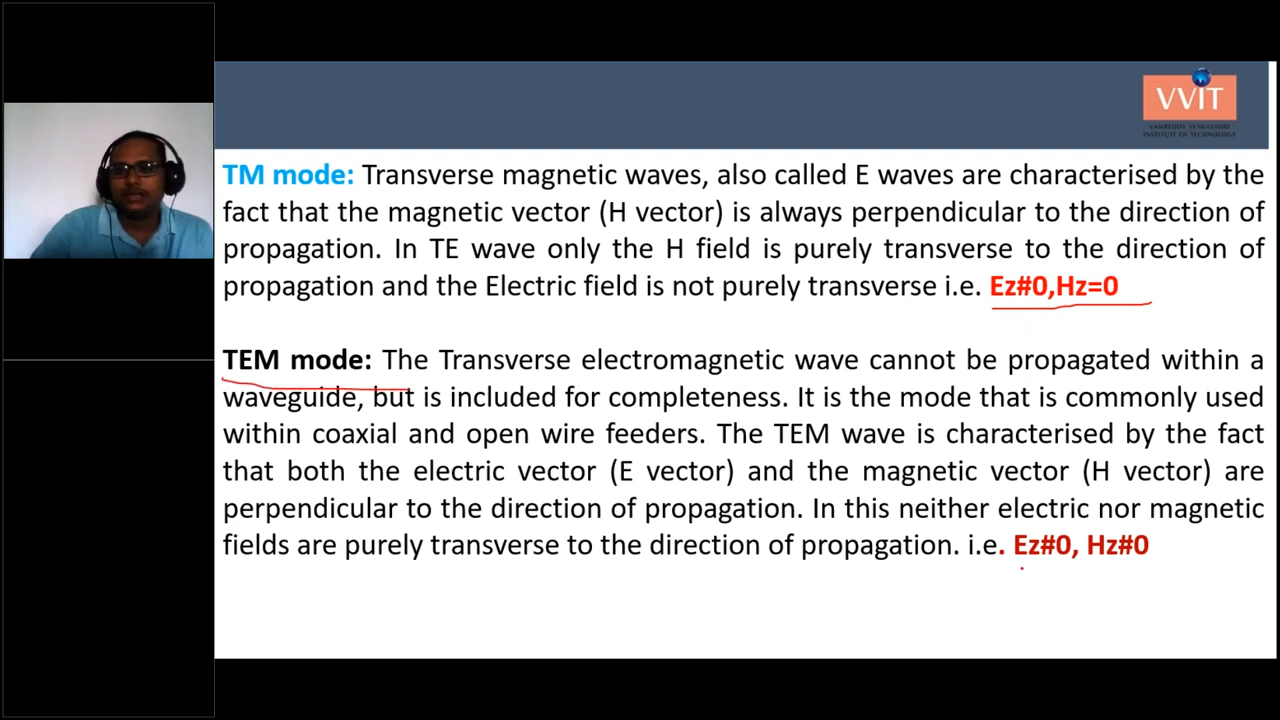 VVIT
VASIREDDY VENKATADRI
INSTITUTE OF TECHNOLOGY
TM mode: Transverse magnetic waves, also called E waves are characterised by the
fact that the magnetic vector (H vector) is always perpendicular to the direction of
propagation. In TE wave only the H field is purely transverse to the direction of
propagation and the Electric field is not purely transverse i.e. Ez#0,Hz=0
TEM mode: The Transverse electromagnetic wave cannot be propagated within a
waveguide, but is included for completeness. It is the mode that is commonly used
within coaxial and open wire feeders. The TEM wave is characterised by the fact
that both the electric vector (E vector) and the magnetic vector (H vector) are
perpendicular to the direction of propagation. In this neither electric nor magnetic
fields are purely transverse to the direction of propagation. i.e. Ez#0, Hz#0